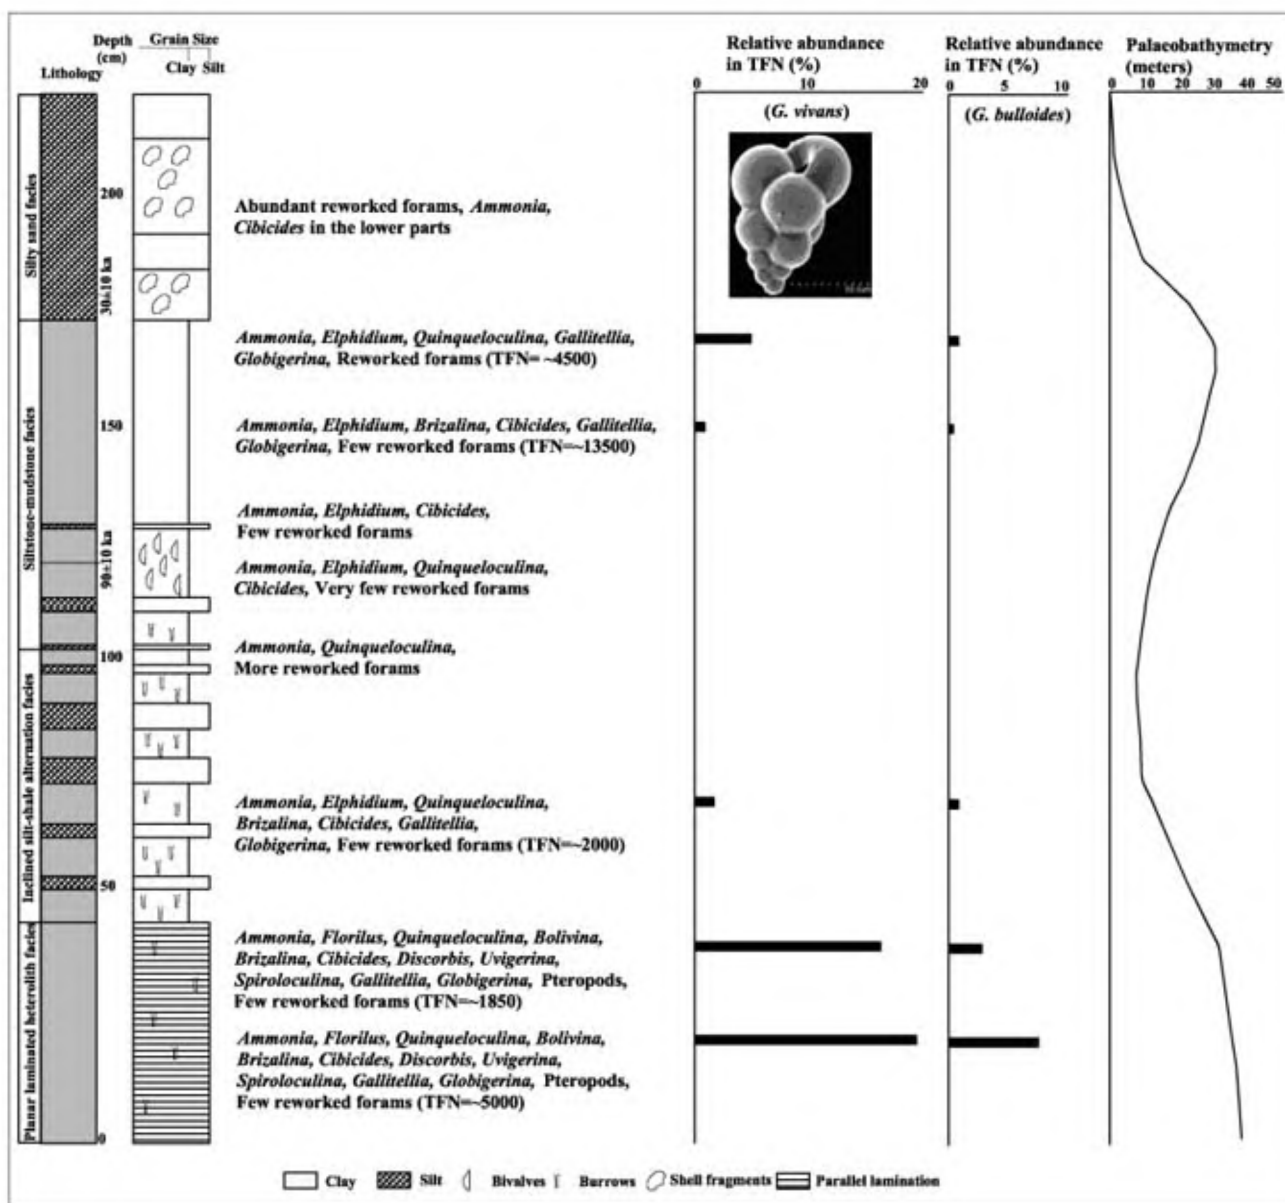 Lithology
Depth
(cm)
Grain Size
Clay Silt
Relative abundance
in TFN (%)
0 10 20
(G. vivans)
Relative abundance
in TFN (%)
0 5 10
(G. bulloides)
Palaeobathymetry
(meters)
0 10 20 30 40 50
Silty sand facies
200
30±10 ka
Abundant reworked forams, Ammonia,
Cibicides in the lower parts
Siltstone-mudstone facies
Ammonia, Elphidium, Quinqueloculina, Gallitellia,
Globigerina, Reworked forams (TFN= ~4500)
150
Ammonia, Elphidium, Brizalina, Cibicides, Gallitellia,
Globigerina, Few reworked forams (TFN=~13500)
Ammonia, Elphidium, Cibicides,
Few reworked forams
90±10 ka
Ammonia, Elphidium, Quinqueloculina,
Cibicides, Very few reworked forams
100
Ammonia, Quinqueloculina,
More reworked forams
Inclined silt-shale alternation facies
Ammonia, Elphidium, Quinqueloculina,
Brizalina, Cibicides, Gallitellia,
Globigerina, Few reworked forams (TFN=~2000)
50
Planar laminated heterolith facies
Ammonia, Florilus, Quinqueloculina, Bolivina,
Brizalina, Cibicides, Discorbis, Uvigerina,
Spiroloculina, Gallitellia, Globigerina, Pteropods,
Few reworked forams (TFN=~1850)
Ammonia, Florilus, Quinqueloculina, Bolivina,
Brizalina, Cibicides, Discorbis, Uvigerina,
Spiroloculina, Gallitellia, Globigerina, Pteropods,
Few reworked forams (TFN=~5000)
0
Clay Silt Bivalves Burrows Shell fragments Parallel lamination